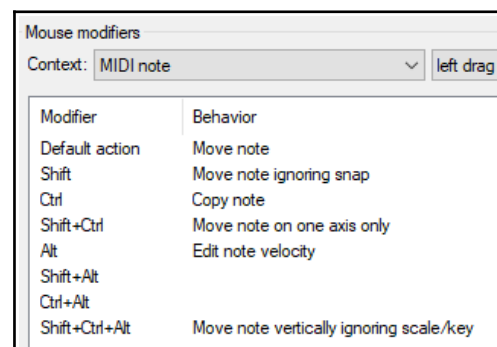 Mouse modifiers
Context: MIDI note left drag
Modifier Behavior
Default action Move note
Shift Move note ignoring snap
Ctrl Copy note
Shift+Ctrl Move note on one axis only
Alt Edit note velocity
Shift+Alt
Ctrl+Alt
Shift+Ctrl+Alt Move note vertically ignoring scale/key